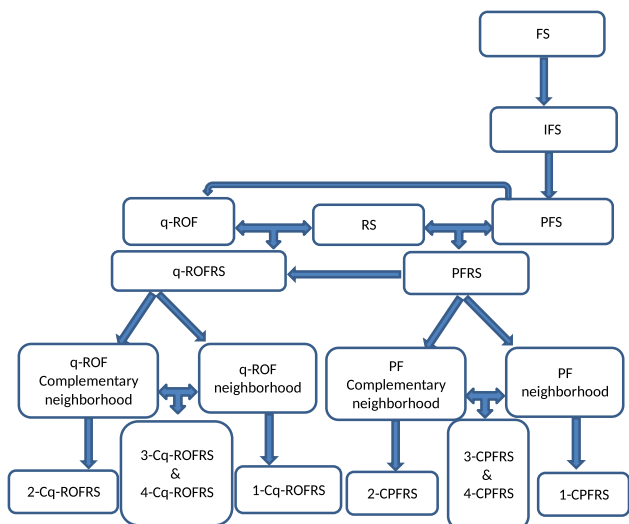 FS
IFS
q-ROF
RS
PFS
q-ROFRS
PFRS
q-ROF
Complementary
neighborhood
q-ROF
neighborhood
PF
Complementary
neighborhood
PF
neighborhood
3-Cq-ROFRS
&
4-Cq-ROFRS
3-CPFRS
&
4-CPFRS
2-Cq-ROFRS
1-Cq-ROFRS
2-CPFRS
1-CPFRS